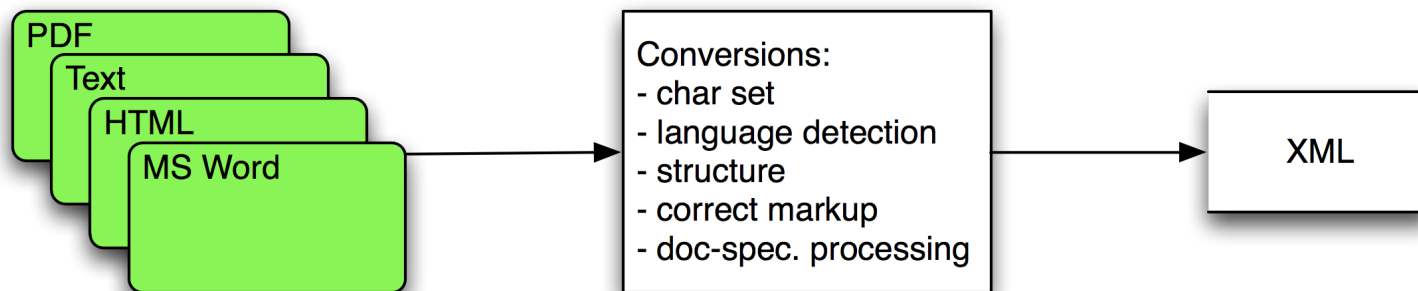 PDF
Text
HTML
MS Word
Conversions:
- char set
- language detection
- structure
- correct markup
- doc-spec. processing
XML